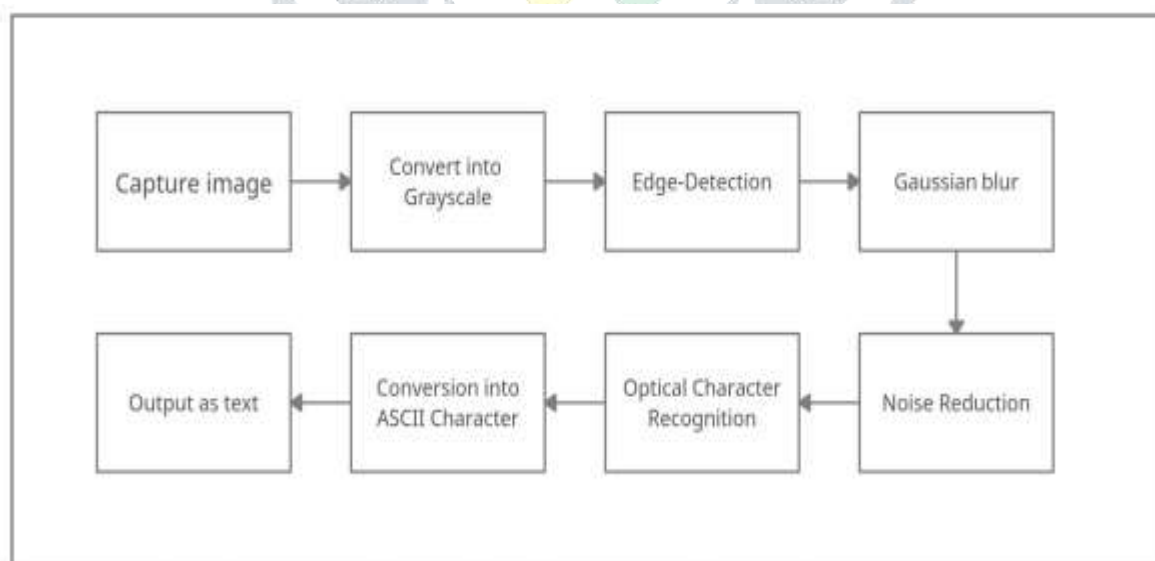 Capture image
Convert into
Grayscale
Edge-Detection
Gaussian blur
Output as text
Conversion into
ASCII Character
Optical Character
Recognition
Noise Reduction